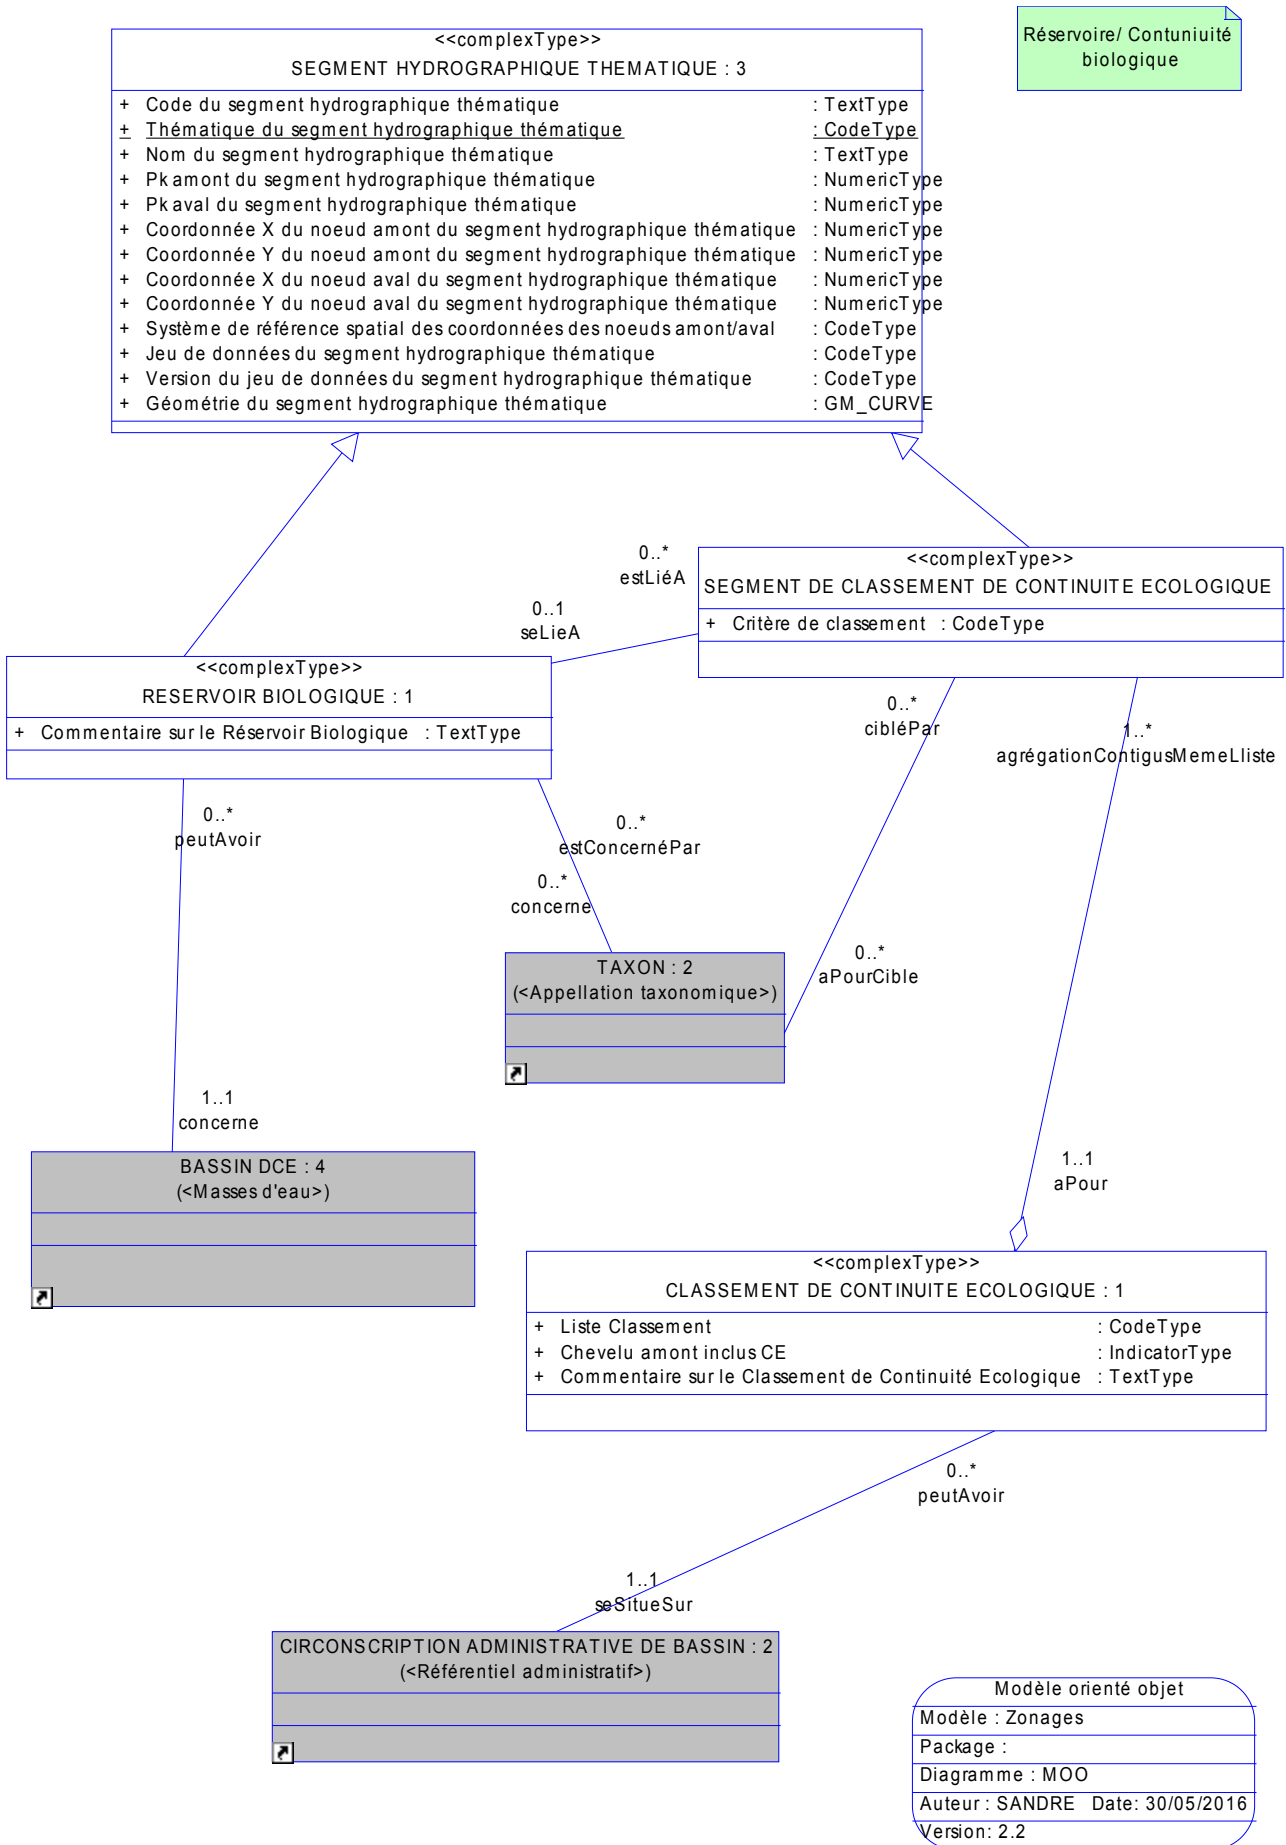 <<complexType>>
SEGMENT HYDROGRAPHIQUE THEMATIQUE : 3
+ Code du segment hydrographique thématique : TextType
+ Thématique du segment hydrographique thématique : CodeType
+ Nom du segment hydrographique thématique : TextType
+ Pk amont du segment hydrographique thématique : NumericType
+ Pk aval du segment hydrographique thématique : NumericType
+ Coordonnée X du noeud amont du segment hydrographique thématique : NumericType
+ Coordonnée Y du noeud amont du segment hydrographique thématique : NumericType
+ Coordonnée X du noeud aval du segment hydrographique thématique : NumericType
+ Coordonnée Y du noeud aval du segment hydrographique thématique : NumericType
+ Système de référence spatial des coordonnées des noeuds amont/aval : CodeType
+ Jeu de données du segment hydrographique thématique : CodeType
+ Version du jeu de données du segment hydrographique thématique : CodeType
+ Géométrie du segment hydrographique thématique : GM_CURVE
Réservoire/ Contuniuité
biologique
0..*
estLiéA
0..1
seLieA
<<complexType>>
SEGMENT DE CLASSEMENT DE CONTINUITE ECOLOGIQUE
+ Critère de classement : CodeType
<<complexType>>
RESERVOIR BIOLOGIQUE : 1
+ Commentaire sur le Réservoir Biologique : TextType
0..*
cibléPar
1..*
agrégationContigusMemeLliste
0..*
peutAvoir
0..*
estConcernéPar
0..*
concerne
0..*
aPourCible
TAXON : 2
(<Appellation taxonomique>)
1..1
concerne
BASSIN DCE : 4
(<Masses d'eau>)
1..1
aPour
<<complexType>>
CLASSEMENT DE CONTINUITE ECOLOGIQUE : 1
+ Liste Classement : CodeType
+ Chevelu amont inclus CE : IndicatorType
+ Commentaire sur le Classement de Continuité Ecologique : TextType
0..*
peutAvoir
1..1
seSitueSur
CIRCONSCRIPTION ADMINISTRATIVE DE BASSIN : 2
(<Référentiel administratif>)
Modèle orienté objet
Modèle : Zonages
Package :
Diagramme : MOO
Auteur : SANDRE Date: 30/05/2016
Version: 2.2